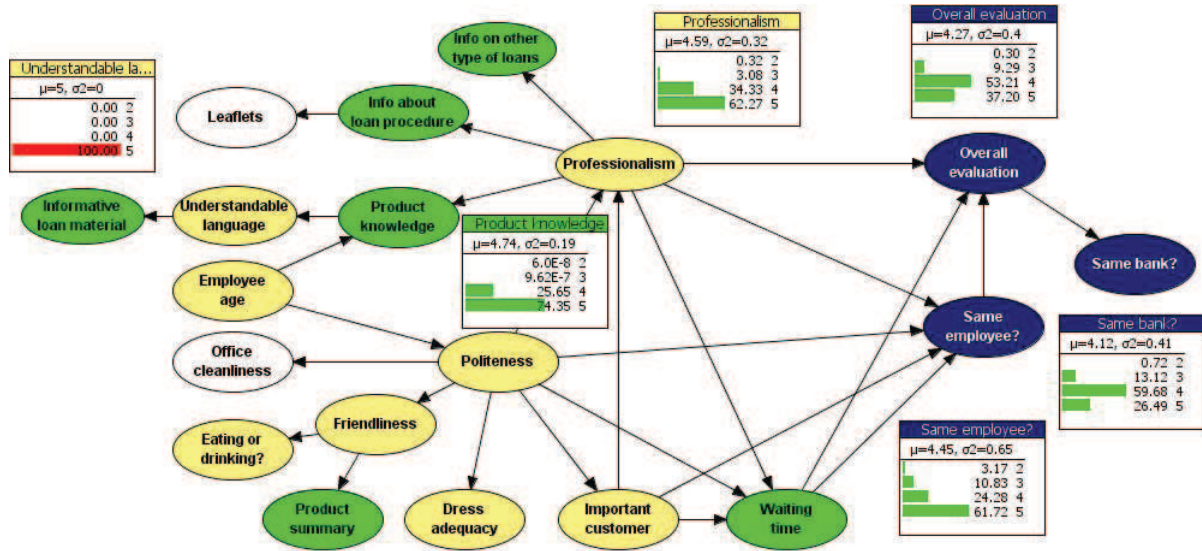 Professionalism
μ=4.59, σ2=0.32
0.32 2
3.08 3
34.33 4
62.27 5
Overall evaluation
μ=4.27, σ2=0.4
0.30 2
9.29 3
53.21 4
37.20 5
Understandable la...
μ=5, σ2=0
0.00 2
0.00 3
0.00 4
100.00 5
Info on other
type of loans
Leaflets
Info about
loan procedure
Professionalism
Overall
evaluation
Informative
loan material
Understandable
language
Product
knowledge
Product knowledge
μ=4.74, σ2=0.19
6.0E-8 2
9.62E-7 3
25.65 4
74.35 5
Same bank?
Employee
age
Same
employee?
Office
cleanliness
Politeness
Same bank?
μ=4.12, σ2=0.41
0.72 2
13.12 3
59.68 4
26.49 5
Friendliness
Eating or
drinking?
Same employee?
μ=4.45, σ2=0.65
3.17 2
10.83 3
24.28 4
61.72 5
Product
summary
Dress
adequacy
Important
customer
Waiting
time